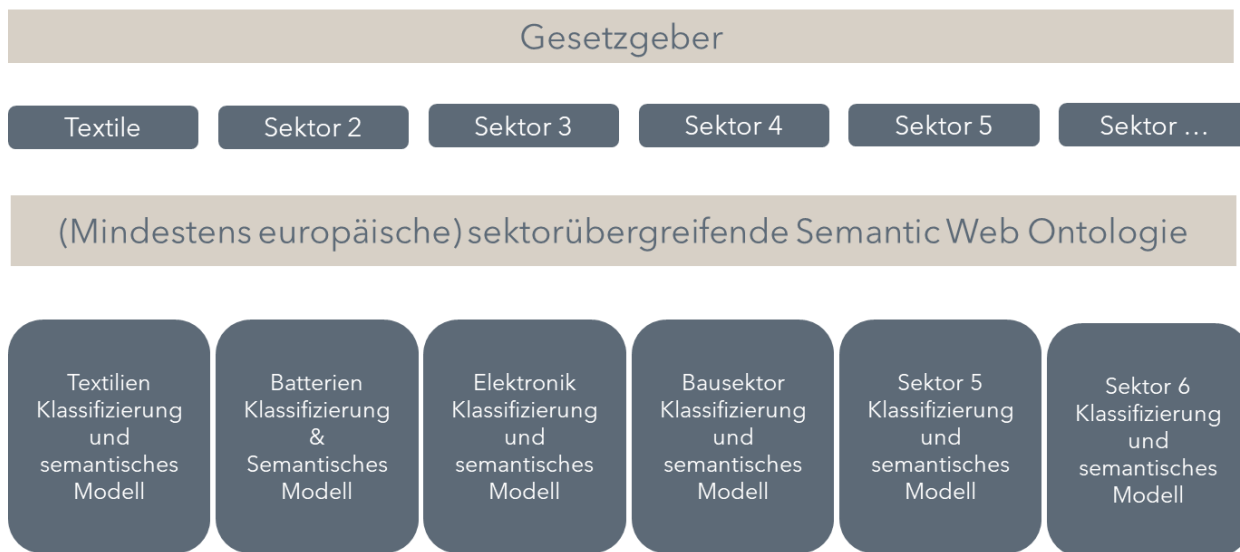 Gesetzgeber
Textile
Sektor 2
Sektor 3
Sektor 4
Sektor 5
Sektor …
(Mindestens europäische) sektorübergreifende Semantic Web Ontologie
Textilien
Klassifizierung
und
semantisches
Modell
Batterien
Klassifizierung
&
Semantisches
Modell
Elektronik
Klassifizierung
und
semantisches
Modell
Bausektor
Klassifizierung
und
semantisches
Modell
Sektor 5
Klassifizierung
und
semantisches
Modell
Sektor 6
Klassifizierung
und
semantisches
Modell